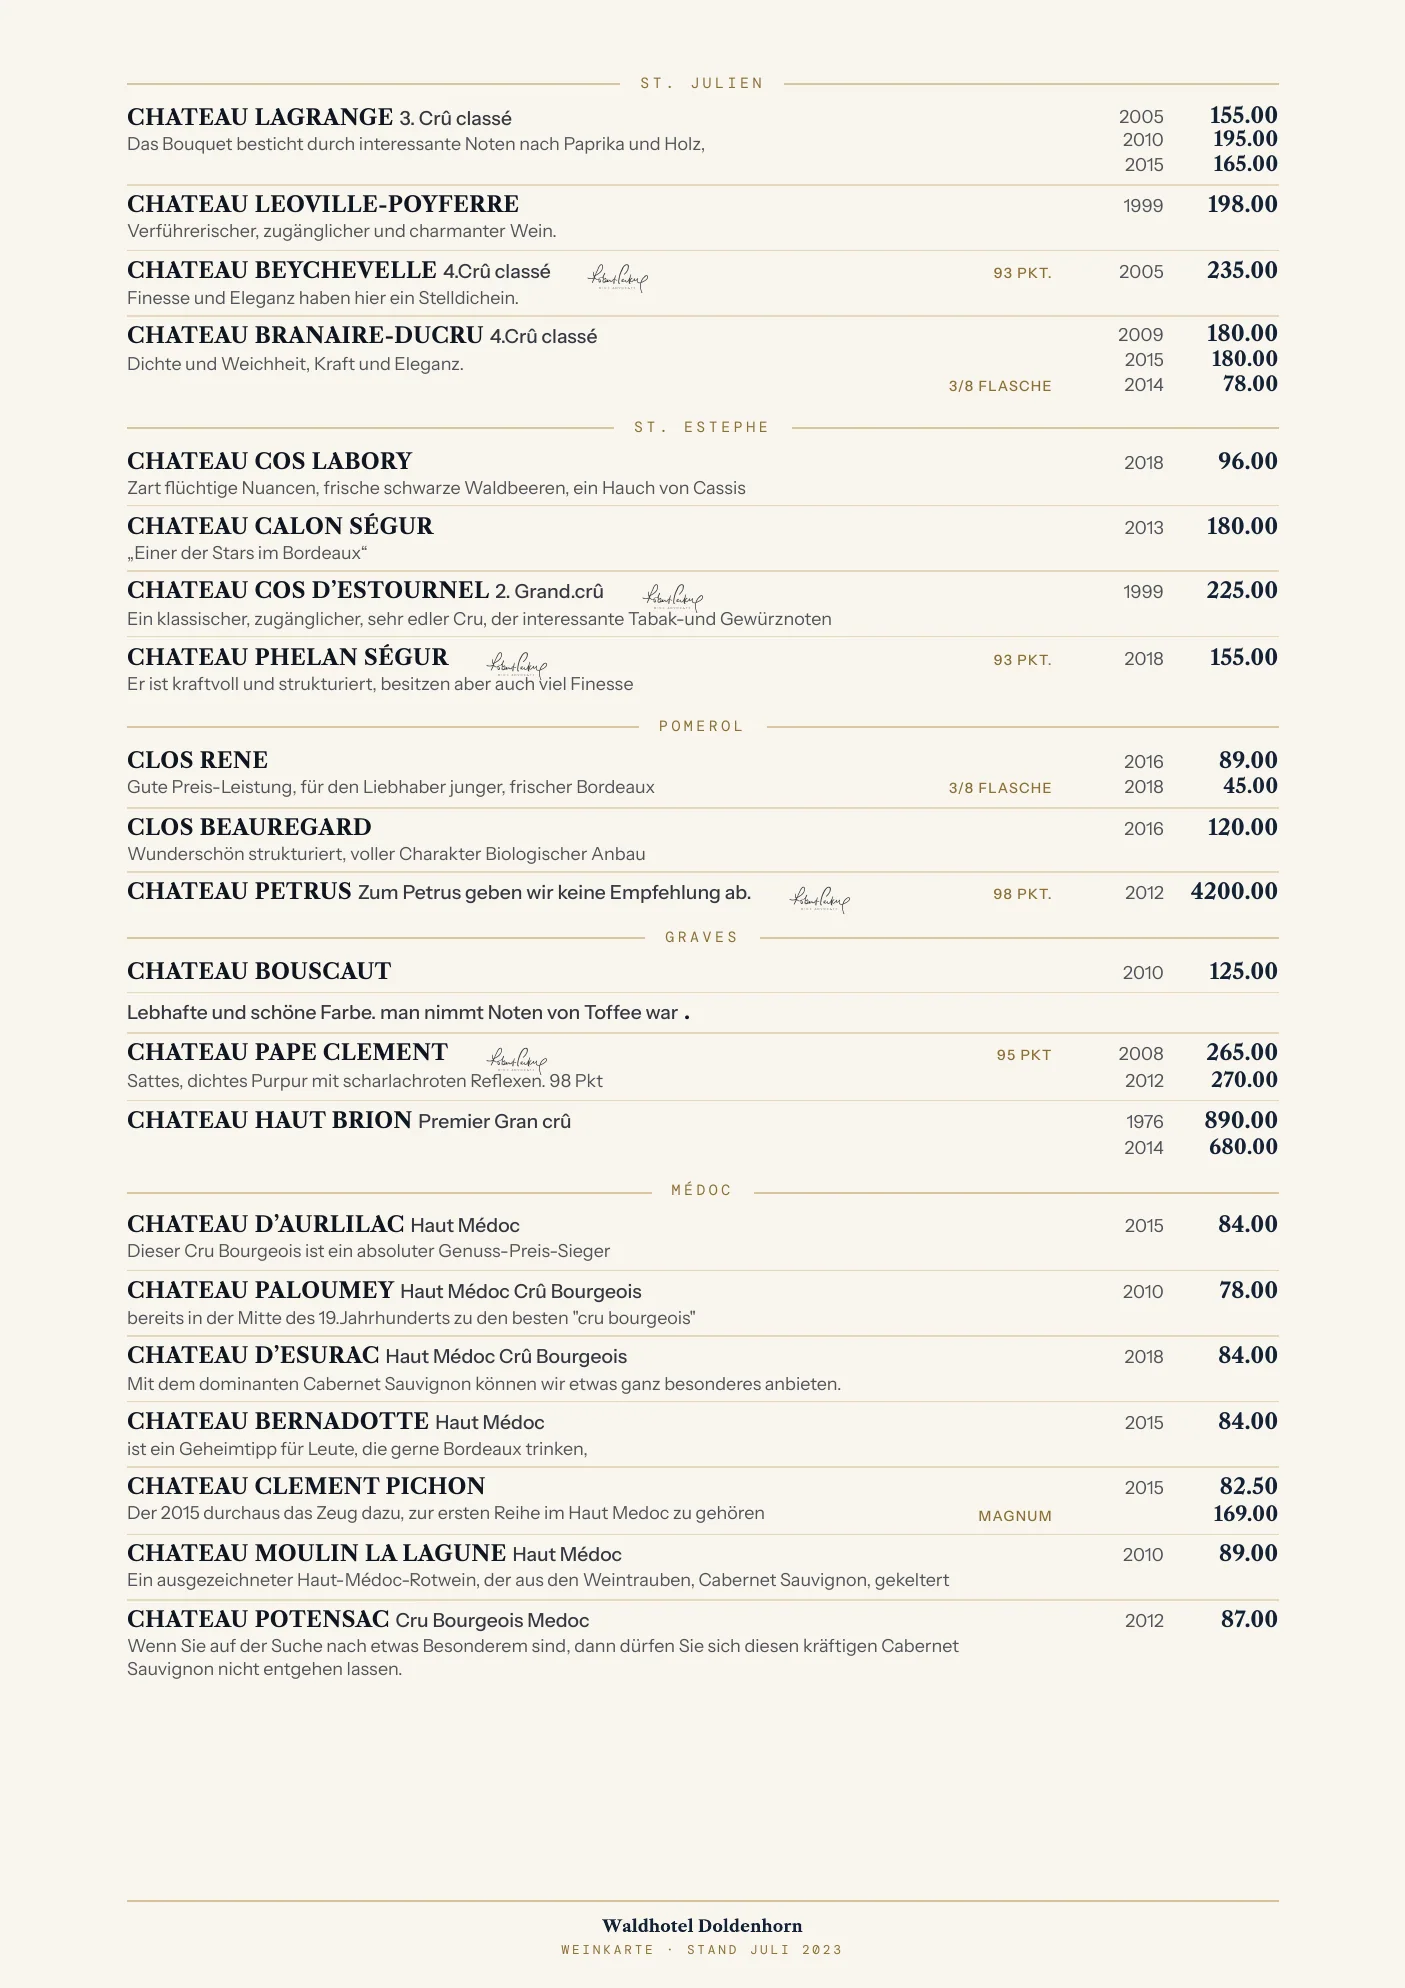 ST. JULIEN
CHATEAU LAGRANGE 3. Crû classé 2005 155.00
Das Bouquet besticht durch interessante Noten nach Paprika und Holz, 2010 195.00
2015 165.00
CHATEAU LEOVILLE-POYFERRE 1999 198.00
Verführerischer, zugänglicher und charmanter Wein.
CHATEAU BEYCHEVELLE 4.Crû classé Robert Parker 93 PKT. 2005 235.00
Finesse und Eleganz haben hier ein Stelldichein.
CHATEAU BRANAIRE-DUCRU 4.Crû classé 2009 180.00
Dichte und Weichheit, Kraft und Eleganz. 2015 180.00
3/8 FLASCHE 2014 78.00
ST. ESTEPHE
CHATEAU COS LABORY 2018 96.00
Zart flüchtige Nuancen, frische schwarze Waldbeeren, ein Hauch von Cassis
CHATEAU CALON SÉGUR 2013 180.00
„Einer der Stars im Bordeaux“
CHATEAU COS D’ESTOURNEL 2. Grand.crû Robert Parker 1999 225.00
Ein klassischer, zugänglicher, sehr edler Cru, der interessante Tabak-und Gewürznoten
CHATEAU PHELAN SÉGUR Robert Parker 93 PKT. 2018 155.00
Er ist kraftvoll und strukturiert, besitzen aber auch viel Finesse
POMEROL
CLOS RENE 2016 89.00
Gute Preis-Leistung, für den Liebhaber junger, frischer Bordeaux 3/8 FLASCHE 2018 45.00
CLOS BEAUREGARD 2016 120.00
Wunderschön strukturiert, voller Charakter Biologischer Anbau
CHATEAU PETRUS Zum Petrus geben wir keine Empfehlung ab. Robert Parker 98 PKT. 2012 4200.00
GRAVES
CHATEAU BOUSCAUT 2010 125.00
Lebhafte und schöne Farbe. man nimmt Noten von Toffee war .
CHATEAU PAPE CLEMENT Robert Parker 95 PKT 2008 265.00
Sattes, dichtes Purpur mit scharlachroten Reflexen. 98 Pkt 2012 270.00
CHATEAU HAUT BRION Premier Gran crû 1976 890.00
2014 680.00
MÉDOC
CHATEAU D’AURLILAC Haut Médoc 2015 84.00
Dieser Cru Bourgeois ist ein absoluter Genuss-Preis-Sieger
CHATEAU PALOUMEY Haut Médoc Crû Bourgeois 2010 78.00
bereits in der Mitte des 19.Jahrhunderts zu den besten "cru bourgeois"
CHATEAU D’ESURAC Haut Médoc Crû Bourgeois 2018 84.00
Mit dem dominanten Cabernet Sauvignon können wir etwas ganz besonderes anbieten.
CHATEAU BERNADOTTE Haut Médoc 2015 84.00
ist ein Geheimtipp für Leute, die gerne Bordeaux trinken,
CHATEAU CLEMENT PICHON 2015 82.50
Der 2015 durchaus das Zeug dazu, zur ersten Reihe im Haut Medoc zu gehören MAGNUM 169.00
CHATEAU MOULIN LA LAGUNE Haut Médoc 2010 89.00
Ein ausgezeichneter Haut-Médoc-Rotwein, der aus den Weintrauben, Cabernet Sauvignon, gekeltert
CHATEAU POTENSAC Cru Bourgeois Medoc 2012 87.00
Wenn Sie auf der Suche nach etwas Besonderem sind, dann dürfen Sie sich diesen kräftigen Cabernet
Sauvignon nicht entgehen lassen.
Waldhotel Doldenhorn
WEINKARTE · STAND JULI 2023